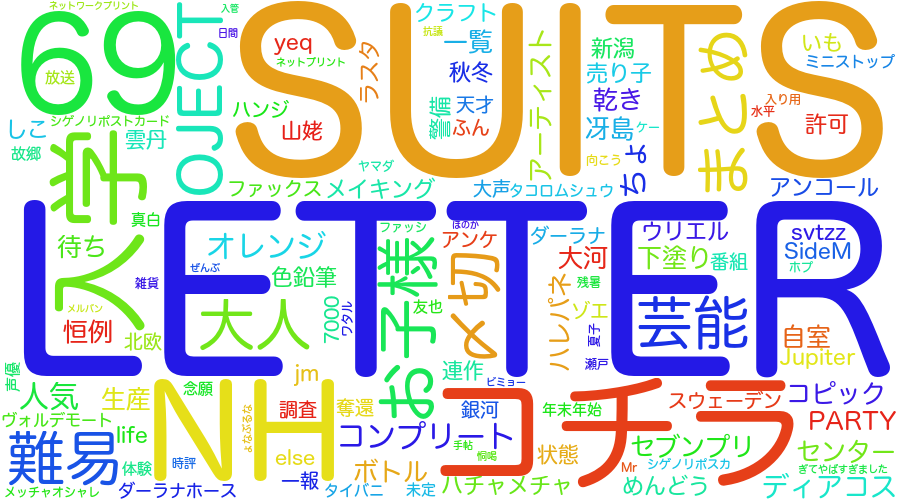 ネットワークプリント
入管
69
放送
OJECT
日間
SUITS
yeq
ネットプリント
ラスタ
クラフト
抗議
一覧
秋冬
アーティスト
新潟
売り子
まとめ
いも
ミニストップ
シゲノリポストカード
ハンジ
山姥
警備
天才
ふん
乾き
冴島
ケー
水平
入り用
許可
しこ
故郷
入学
雲丹
ヤマダ
向こう
ちょ
真白
ファックス
メイキング
大声
タコロムシュウ
アンコール
LETTER
待ち
オレンジ
ぜんぶ
雑貨
色鉛筆
ファッシ
ほのか
アンケ
ダーラナ
大河
残暑
ウリエル
下塗り
番組
svtzz
SideM
ホプ
メルバン
恒例
北欧
大人
7000
ワタル
お子様
友也
〆切
ハレパネ
ゾエ
夏子
瀬戸
芸能
自室
Jupiter
声優
人気
生産
念願
NH
なるならなぁ
jm
連作
ビミョー
コチラ
スウェーデン
コピック
PARTY
ヴォルデモート
life
調査
奪還
銀河
年末年始
難易
体験
時評
else
一報
コンプリート
手帖
恫喝
状態
セブンプリ
センター
メッチャオシャレ
ダーラナホース
タイバニ
ボトル
未定
ハチャメチャ
Mr
シゲノリポスカ
めんどう
ぎてやばすぎました
ディアコス